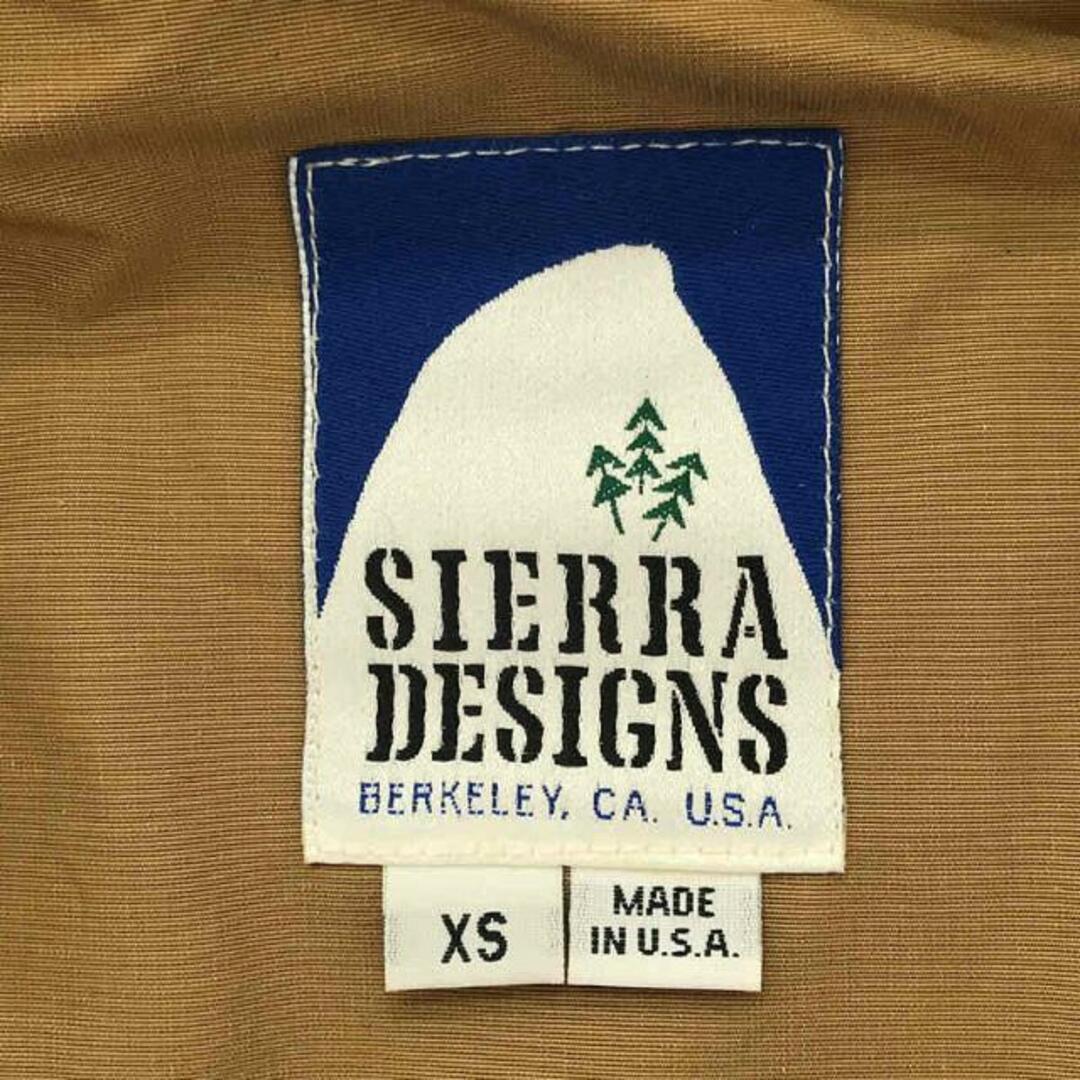 SIERRA
DESIGNS
BERKELEY, CA. U.S.A.
XS
MADE
IN U.S.A.